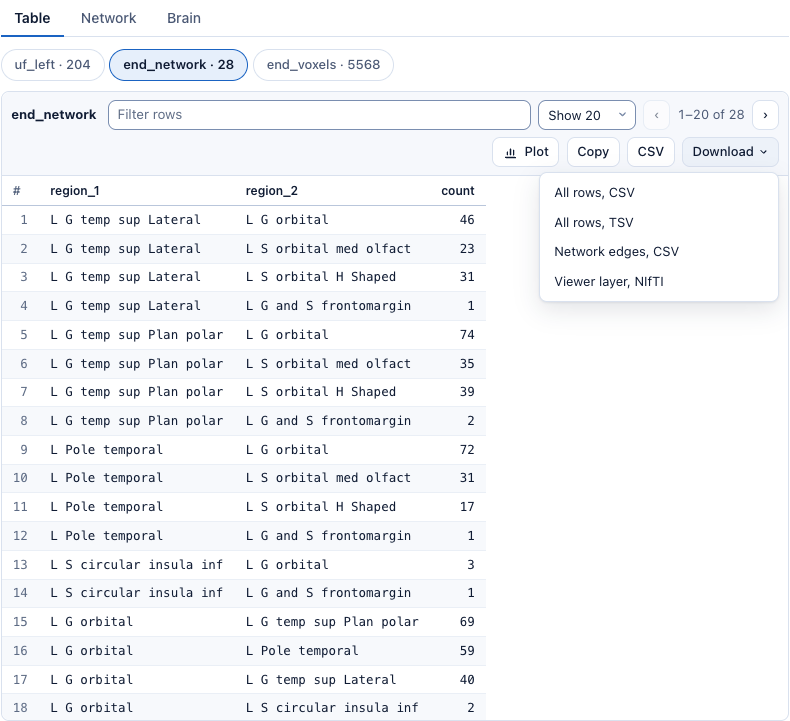 Table Network Brain
uf_left · 204 end_network · 28 end_voxels · 5568
end_network Filter rows Show 20 ‹ 1–20 of 28 ›
Plot Copy CSV Download
All rows, CSV
All rows, TSV
Network edges, CSV
Viewer layer, NIfTI
# region_1 region_2 count
1 L G temp sup Lateral L G orbital 46
2 L G temp sup Lateral L S orbital med olfact 23
3 L G temp sup Lateral L S orbital H Shaped 31
4 L G temp sup Lateral L G and S frontomargin 1
5 L G temp sup Plan polar L G orbital 74
6 L G temp sup Plan polar L S orbital med olfact 35
7 L G temp sup Plan polar L S orbital H Shaped 39
8 L G temp sup Plan polar L G and S frontomargin 2
9 L Pole temporal L G orbital 72
10 L Pole temporal L S orbital med olfact 31
11 L Pole temporal L S orbital H Shaped 17
12 L Pole temporal L G and S frontomargin 1
13 L S circular insula inf L G orbital 3
14 L S circular insula inf L G and S frontomargin 1
15 L G orbital L G temp sup Plan polar 69
16 L G orbital L Pole temporal 59
17 L G orbital L G temp sup Lateral 40
18 L G orbital L S circular insula inf 2